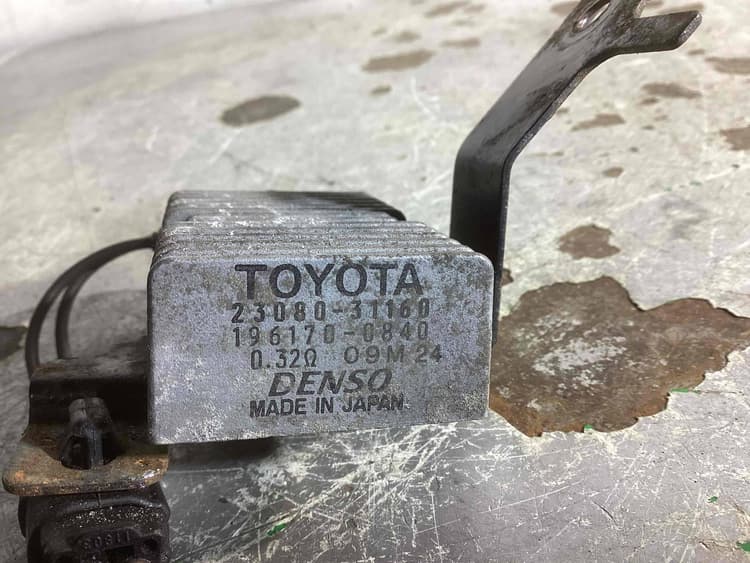 TOYOTA
23080-31160
196170-0840
0.32Ω 09M24
DENSO
MADE IN JAPAN